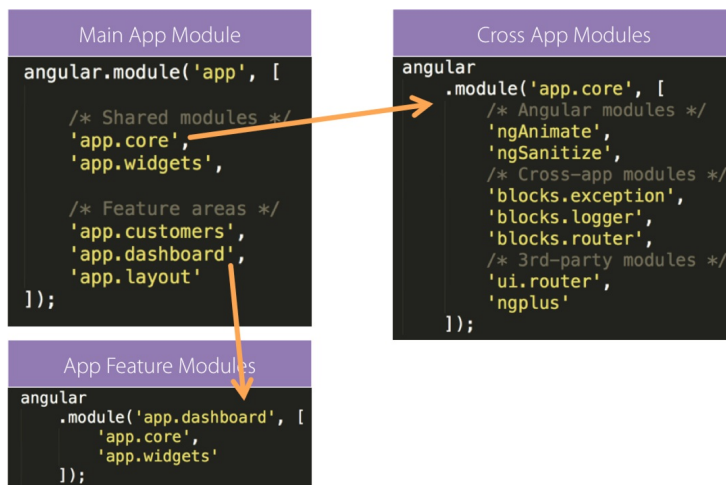 Main App Module
angular.module('app', [
/* Shared modules */
'app.core',
'app.widgets',
/* Feature areas */
'app.customers',
'app.dashboard',
'app.layout'
]);
Cross App Modules
angular
.module('app.core', [
/* Angular modules */
'ngAnimate',
'ngSanitize',
/* Cross-app modules */
'blocks.exception',
'blocks.logger',
'blocks.router',
/* 3rd-party modules */
'ui.router',
'ngplus'
]);
App Feature Modules
angular
.module('app.dashboard', [
'app.core',
'app.widgets'
]);